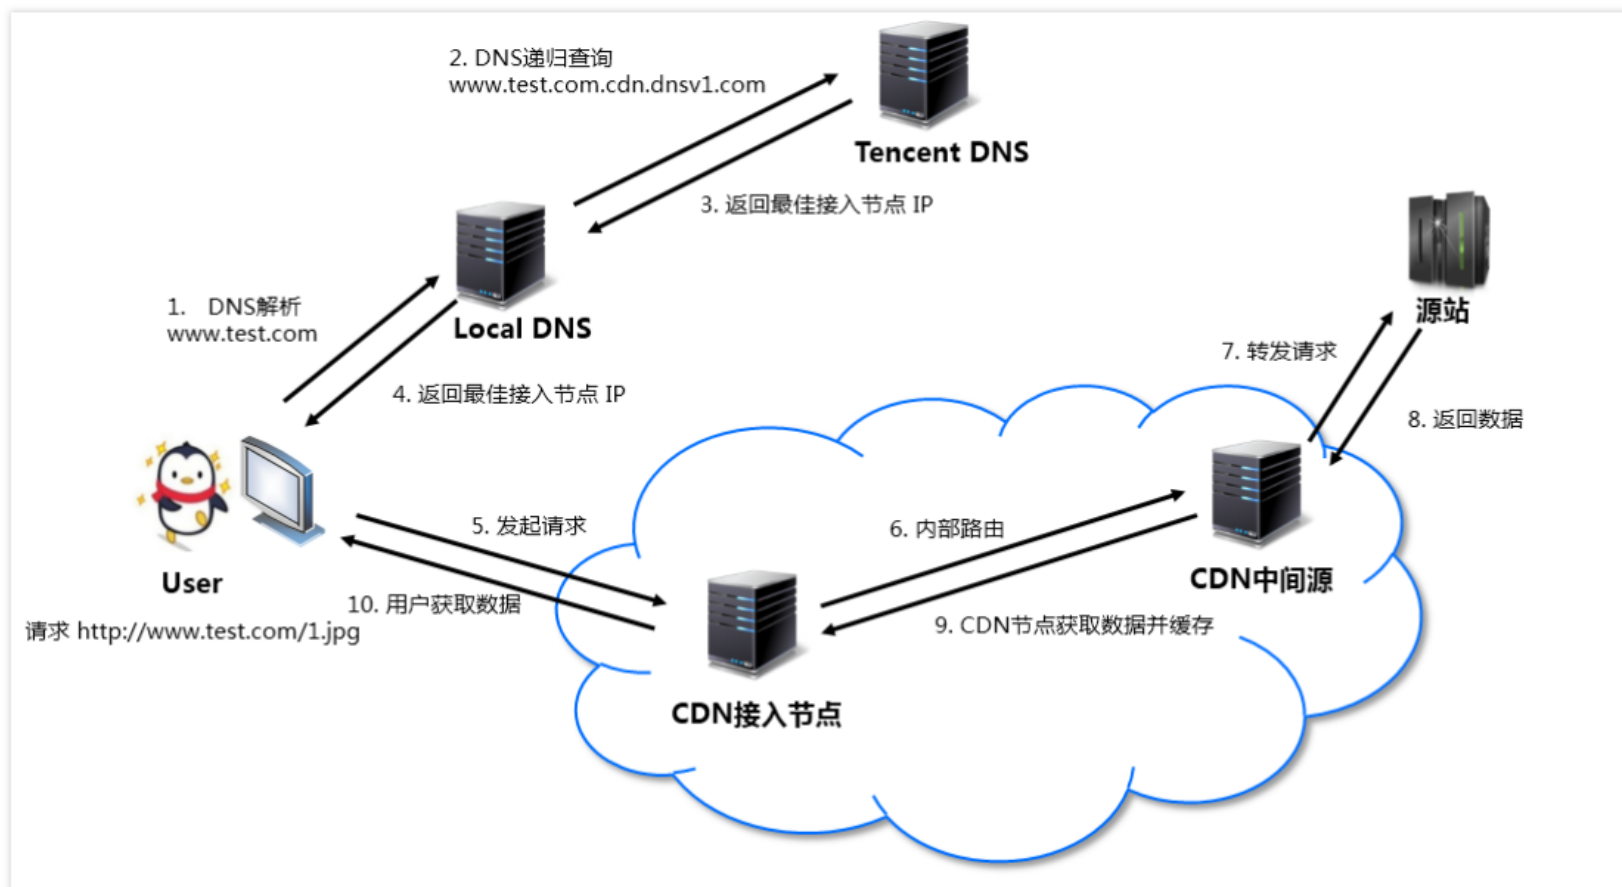 2. DNS递归查询
www.test.com.cdn.dnsv1.com
Tencent DNS
3. 返回最佳接入节点 IP
1. DNS解析
www.test.com
Local DNS
4. 返回最佳接入节点 IP
源站
7. 转发请求
8. 返回数据
5. 发起请求
6. 内部路由
User
CDN中间源
10. 用户获取数据
请求 http://www.test.com/1.jpg
9. CDN节点获取数据并缓存
CDN接入节点